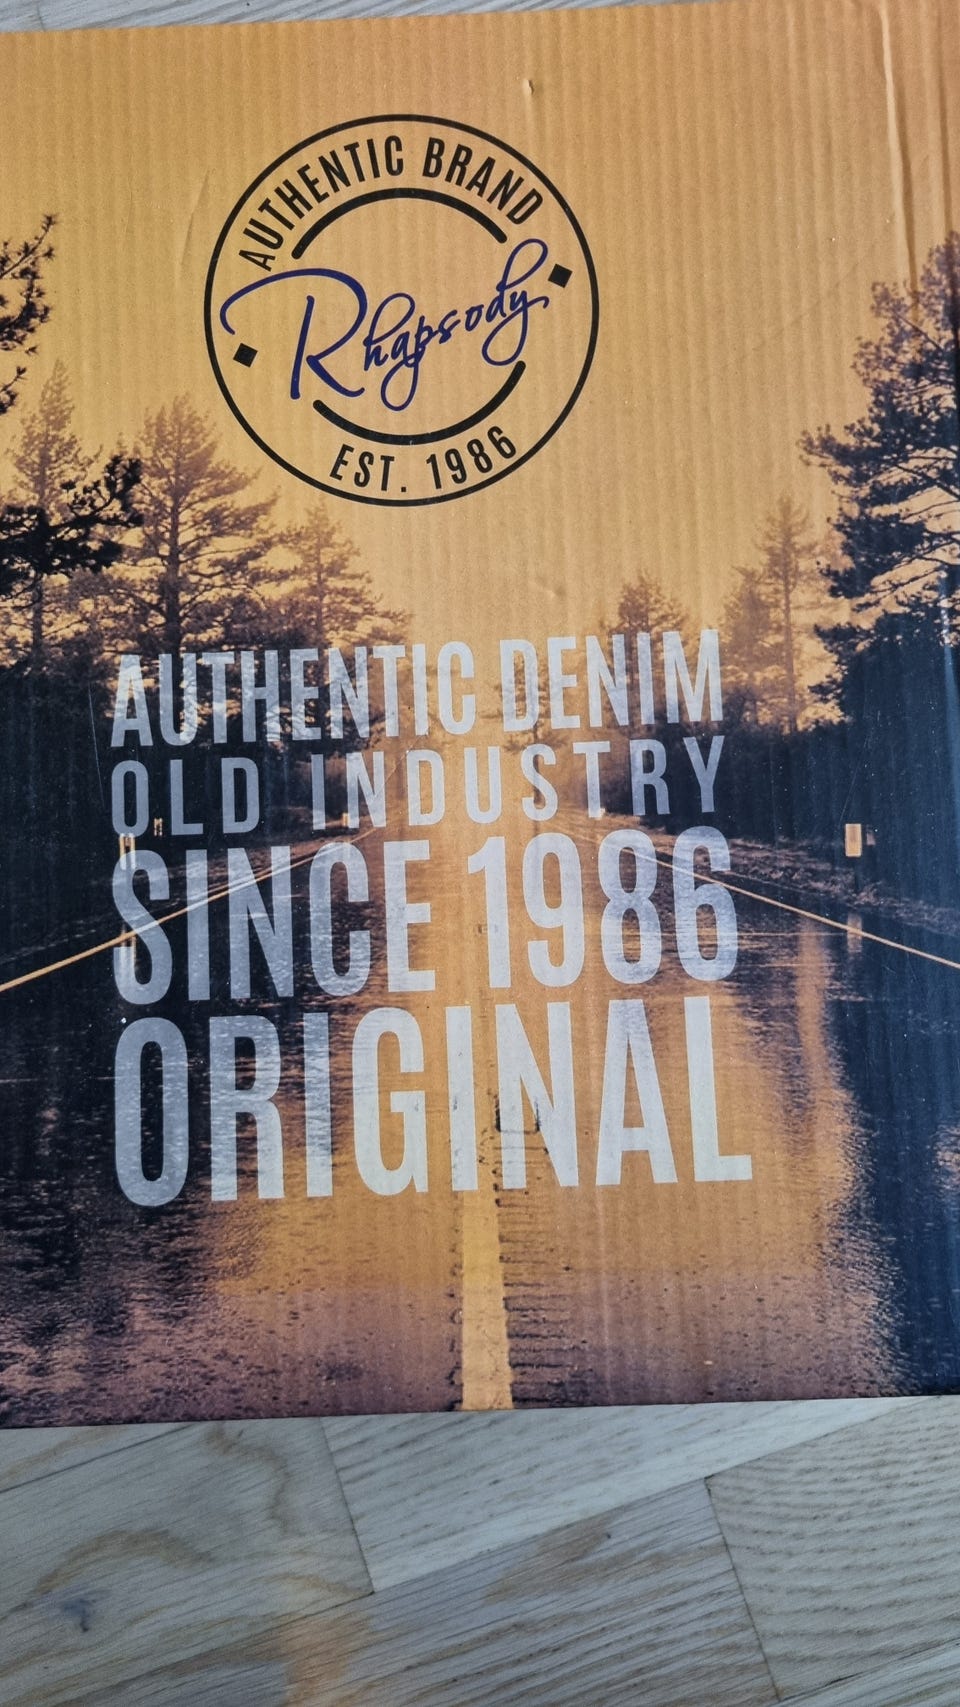 AUTHENTIC BRAND
Rhapsody
EST. 1986
AUTHENTIC DENIM
OLD INDUSTRY
SINCE 1986
ORIGINAL